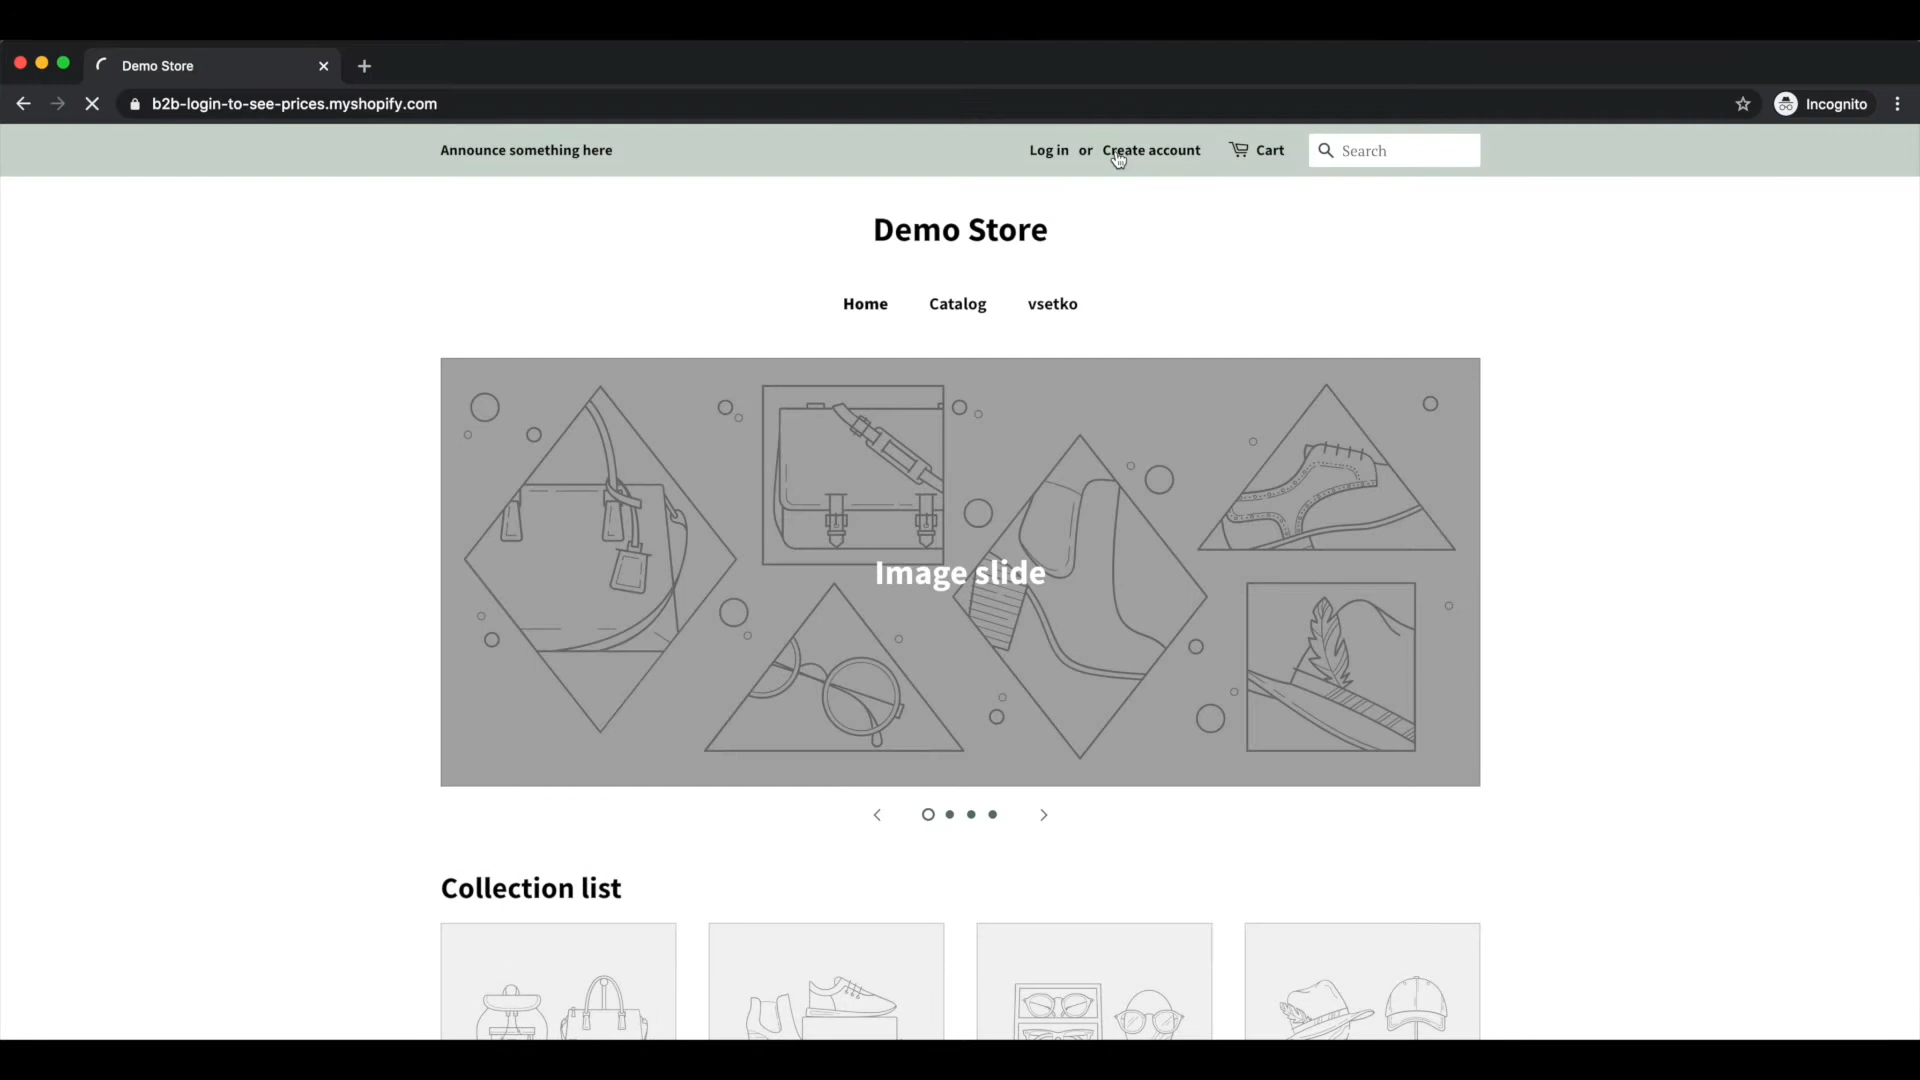 Demo Store
b2b-login-to-see-prices.myshopify.com
Incognito
Announce something here
Log in or Create account
Cart
Search
Demo Store
Home
Catalog
vsetko
Image slide
Collection list